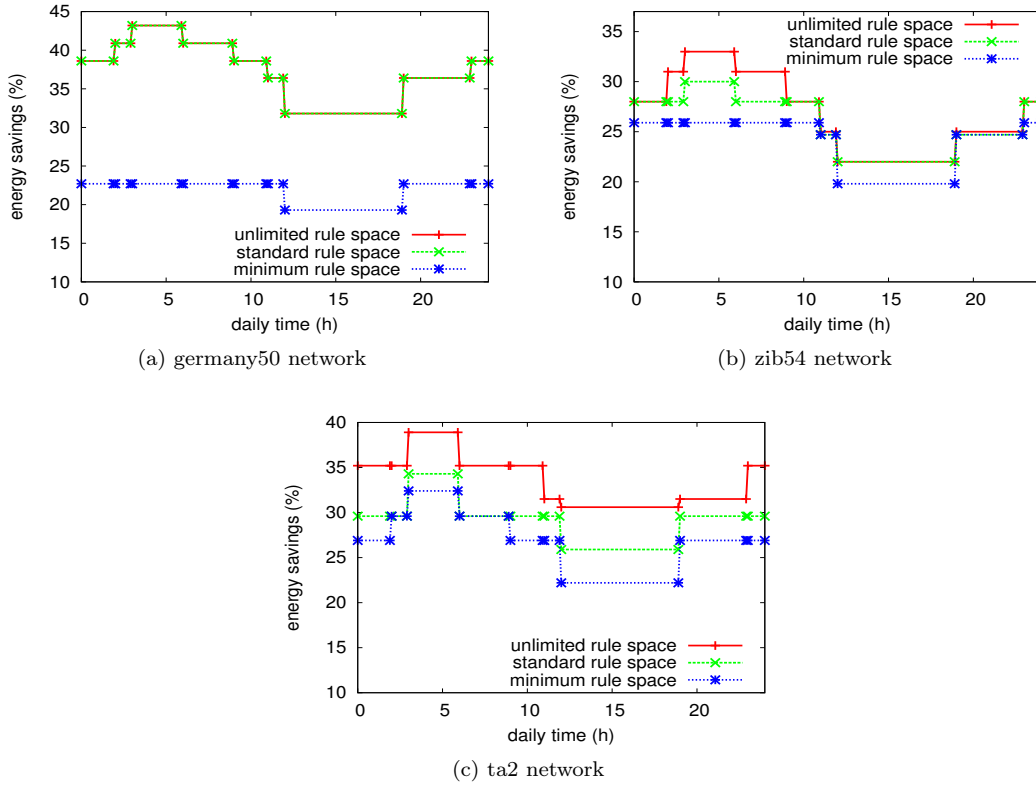 45
40
35
30
25
20
15
10
0
5
10
15
20
energy savings (%)
daily time (h)
unlimited rule space
standard rule space
minimum rule space
(a) germany50 network
35
30
25
20
15
10
0
5
10
15
20
energy savings (%)
daily time (h)
unlimited rule space
standard rule space
minimum rule space
(b) zib54 network
40
35
30
25
20
15
10
0
5
10
15
20
energy savings (%)
daily time (h)
unlimited rule space
standard rule space
minimum rule space
(c) ta2 network